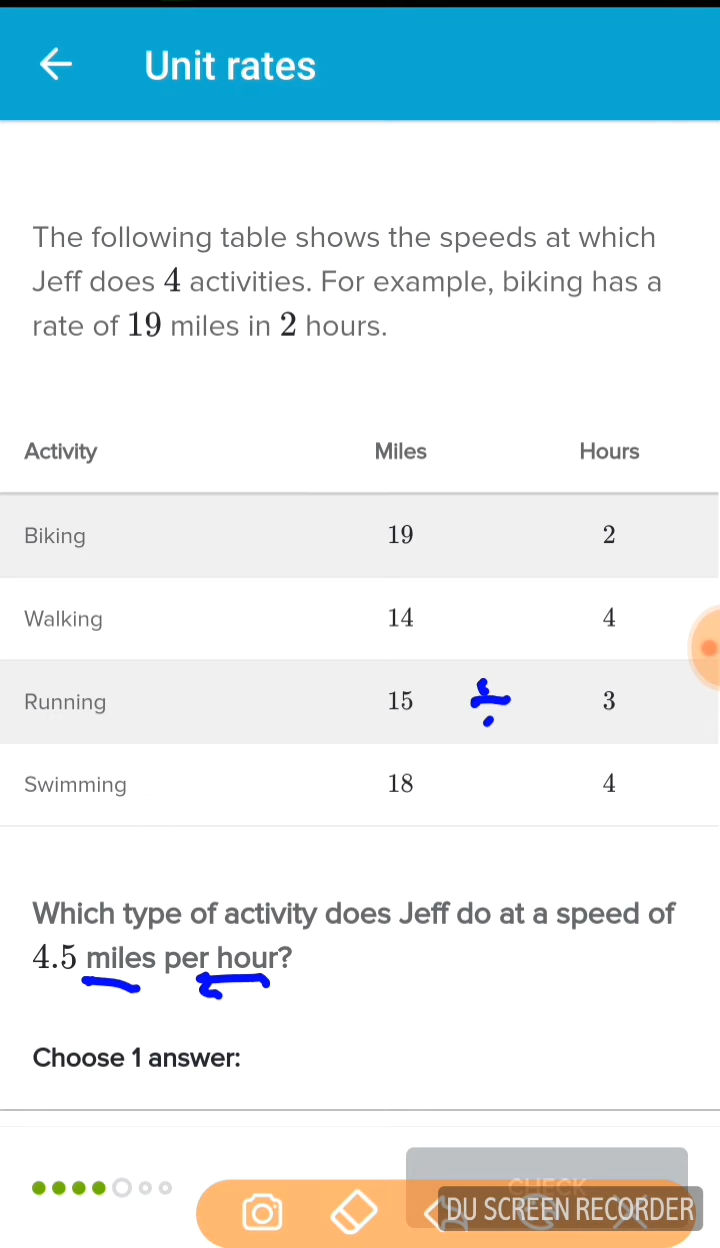 Unit rates
The following table shows the speeds at which
Jeff does 4 activities. For example, biking has a
rate of 19 miles in 2 hours.
Activity Miles Hours
Biking 19 2
Walking 14 4
Running 15 ÷ 3
Swimming 18 4
Which type of activity does Jeff do at a speed of
4.5 miles per hour?
Choose 1 answer:
CHECK
DU SCREEN RECORDER